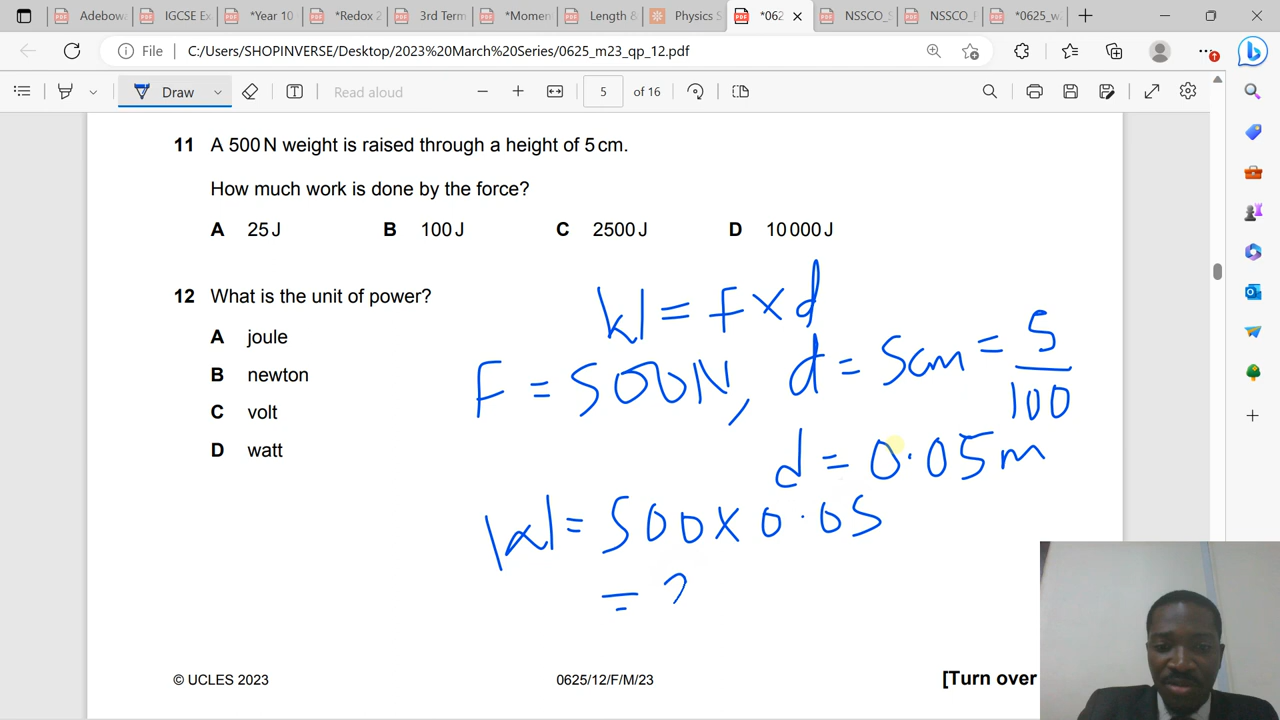 Adebow
IGCSE Ex
*Year 10
*Redox 2
3rd Term
*Momen
Length &
Physics S
*062
NSSCO_S
NSSCO_I
*0625_w
File
C:/Users/SHOPINVERSE/Desktop/2023%20March%20Series/0625_m23_qp_12.pdf
Draw
Read aloud
5 of 16
11 A 500 N weight is raised through a height of 5 cm.
How much work is done by the force?
A 25 J B 100 J C 2500 J D 10 000 J
12 What is the unit of power?
A joule
B newton
C volt
D watt
W = F × d
F = 500N, d = 5cm = 5/100
d = 0.05 m
W = 500 × 0.05
= 2
© UCLES 2023 0625/12/F/M/23 [Turn over